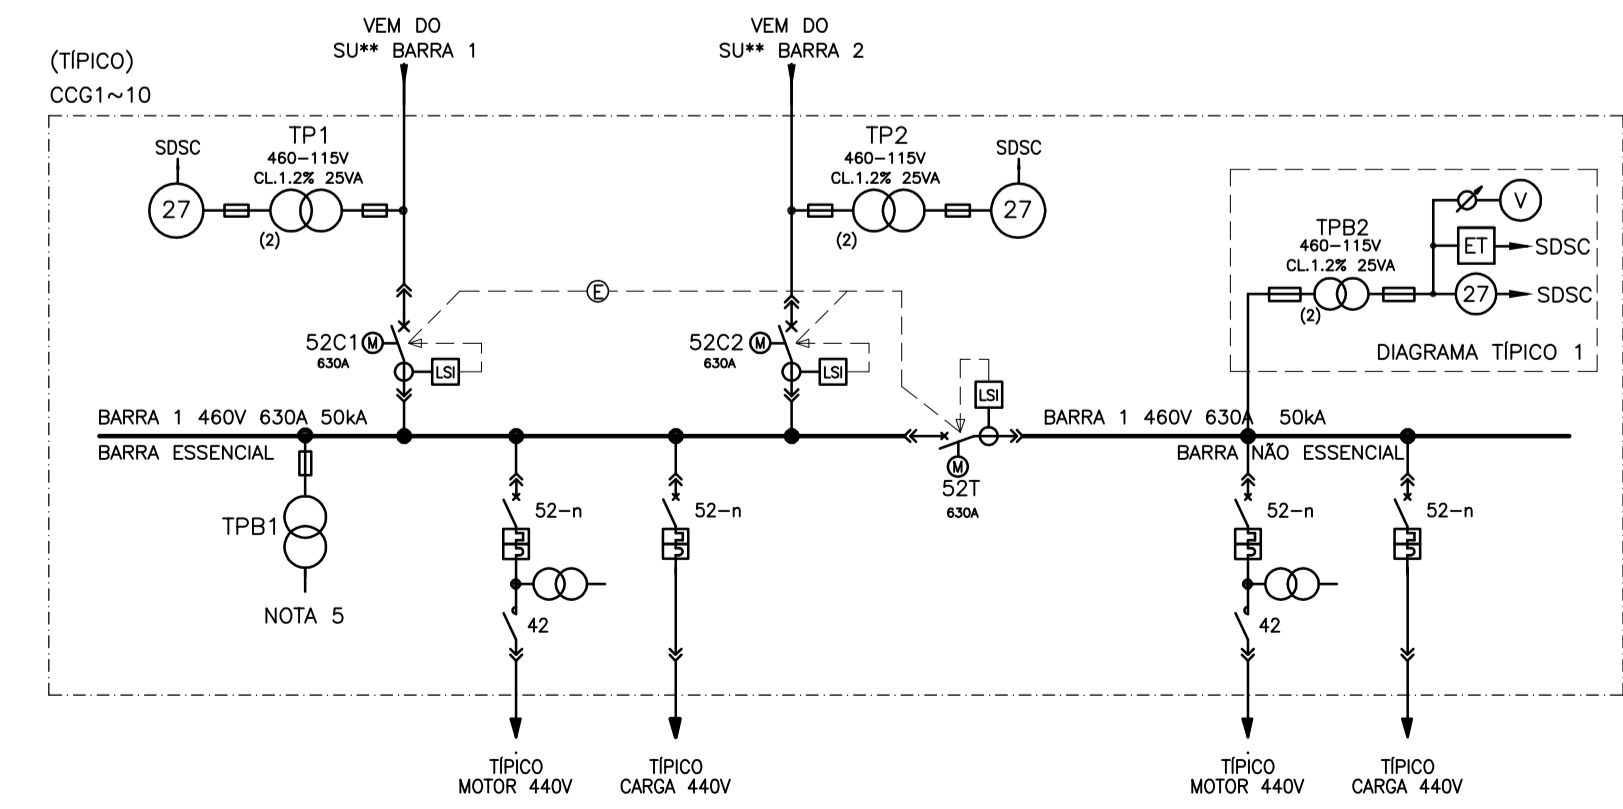 VEM DO
SU** BARRA 1
VEM DO
SU** BARRA 2
(TÍPICO)
CCG1~10
SDSC
TP1
460-115V
CL.1.2% 25VA
27
(2)
TP2
460-115V
CL.1.2% 25VA
SDSC
27
(2)
TPB2
460-115V
CL.1.2% 25VA
(2)
V
ET
SDSC
27
SDSC
DIAGRAMA TÍPICO 1
E
52C1
630A
M
LSI
52C2
630A
M
LSI
LSI
BARRA 1 460V 630A 50kA
BARRA ESSENCIAL
BARRA 1 460V 630A 50kA
BARRA NÃO ESSENCIAL
M
52T
630A
TPB1
NOTA 5
52-n
52-n
52-n
52-n
42
42
TÍPICO
MOTOR 440V
TÍPICO
CARGA 440V
TÍPICO
MOTOR 440V
TÍPICO
CARGA 440V